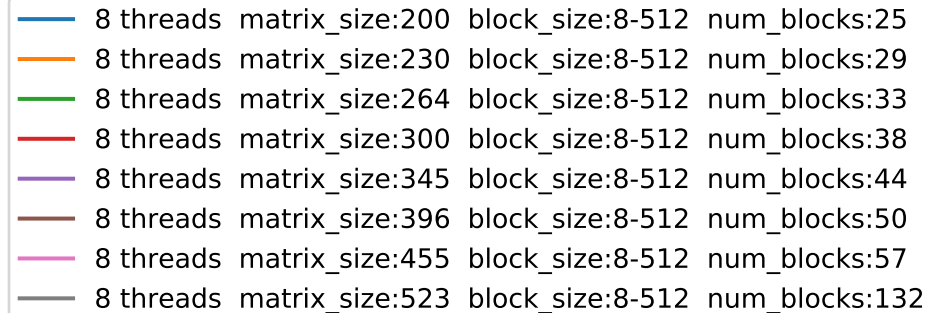 8 threads matrix_size:200 block_size:8-512 num_blocks:25
8 threads matrix_size:230 block_size:8-512 num_blocks:29
8 threads matrix_size:264 block_size:8-512 num_blocks:33
8 threads matrix_size:300 block_size:8-512 num_blocks:38
8 threads matrix_size:345 block_size:8-512 num_blocks:44
8 threads matrix_size:396 block_size:8-512 num_blocks:50
8 threads matrix_size:455 block_size:8-512 num_blocks:57
8 threads matrix_size:523 block_size:8-512 num_blocks:132